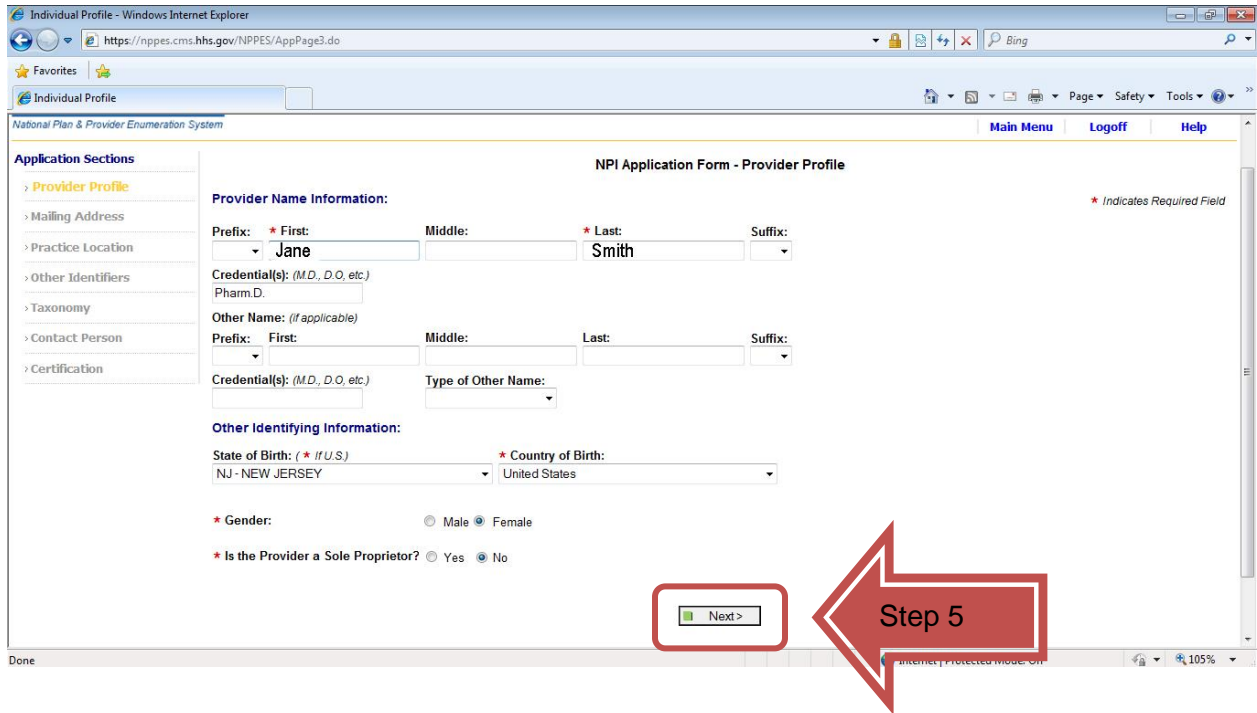 Individual Profile - Windows Internet Explorer
https://nppes.cms.hhs.gov/NPPES/AppPage3.do Bing
Favorites
Individual Profile Page Safety Tools
National Plan & Provider Enumeration System Main Menu Logoff Help
Application Sections
NPI Application Form - Provider Profile
› Provider Profile
› Mailing Address
› Practice Location
› Other Identifiers
› Taxonomy
› Contact Person
› Certification
Provider Name Information:
* Indicates Required Field
Prefix: * First: Middle: * Last: Suffix:
Jane Smith
Credential(s): (M.D., D.O, etc.)
Pharm.D.
Other Name: (if applicable)
Prefix: First: Middle: Last: Suffix:
Credential(s): (M.D., D.O, etc.) Type of Other Name:
Other Identifying Information:
State of Birth: ( * If U.S.) * Country of Birth:
NJ - NEW JERSEY United States
* Gender: Male Female
* Is the Provider a Sole Proprietor? Yes No
Next >
Step 5
Done Internet | Protected Mode: On 105%